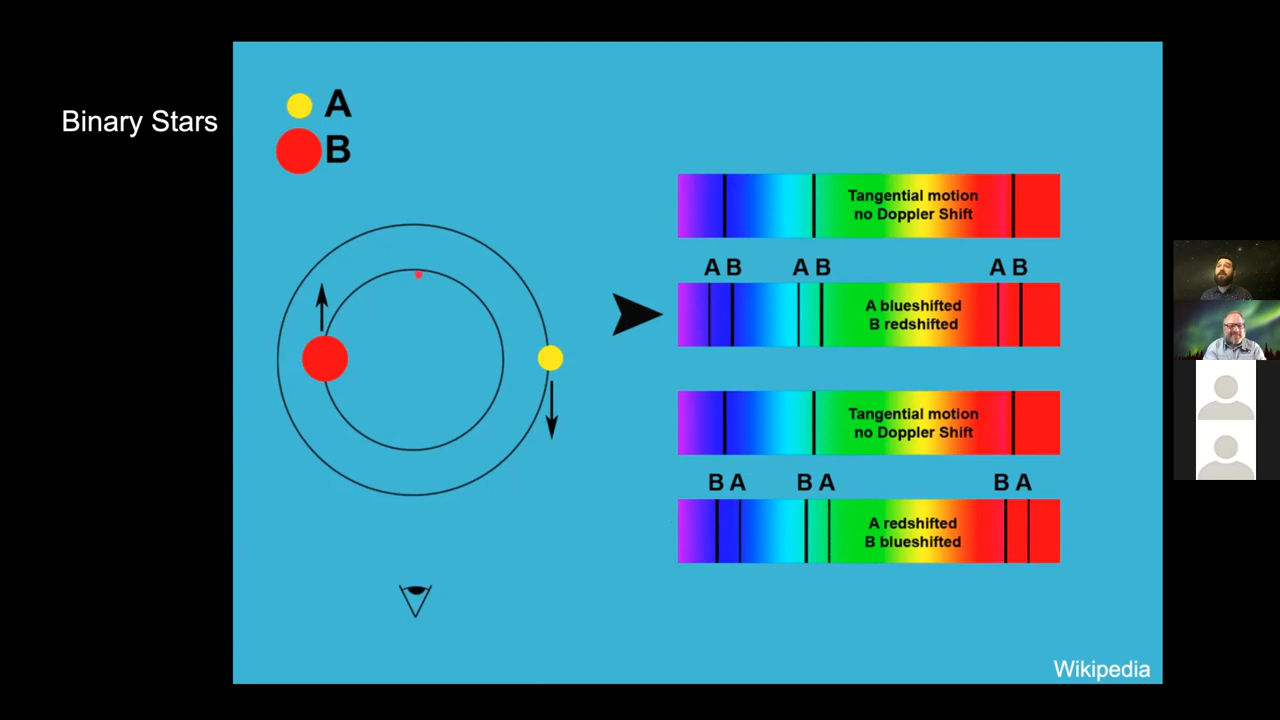 Binary Stars
A
B
Tangential motion
no Doppler Shift
A B A B A B
A blueshifted
B redshifted
Tangential motion
no Doppler Shift
B A B A B A
A redshifted
B blueshifted
Wikipedia